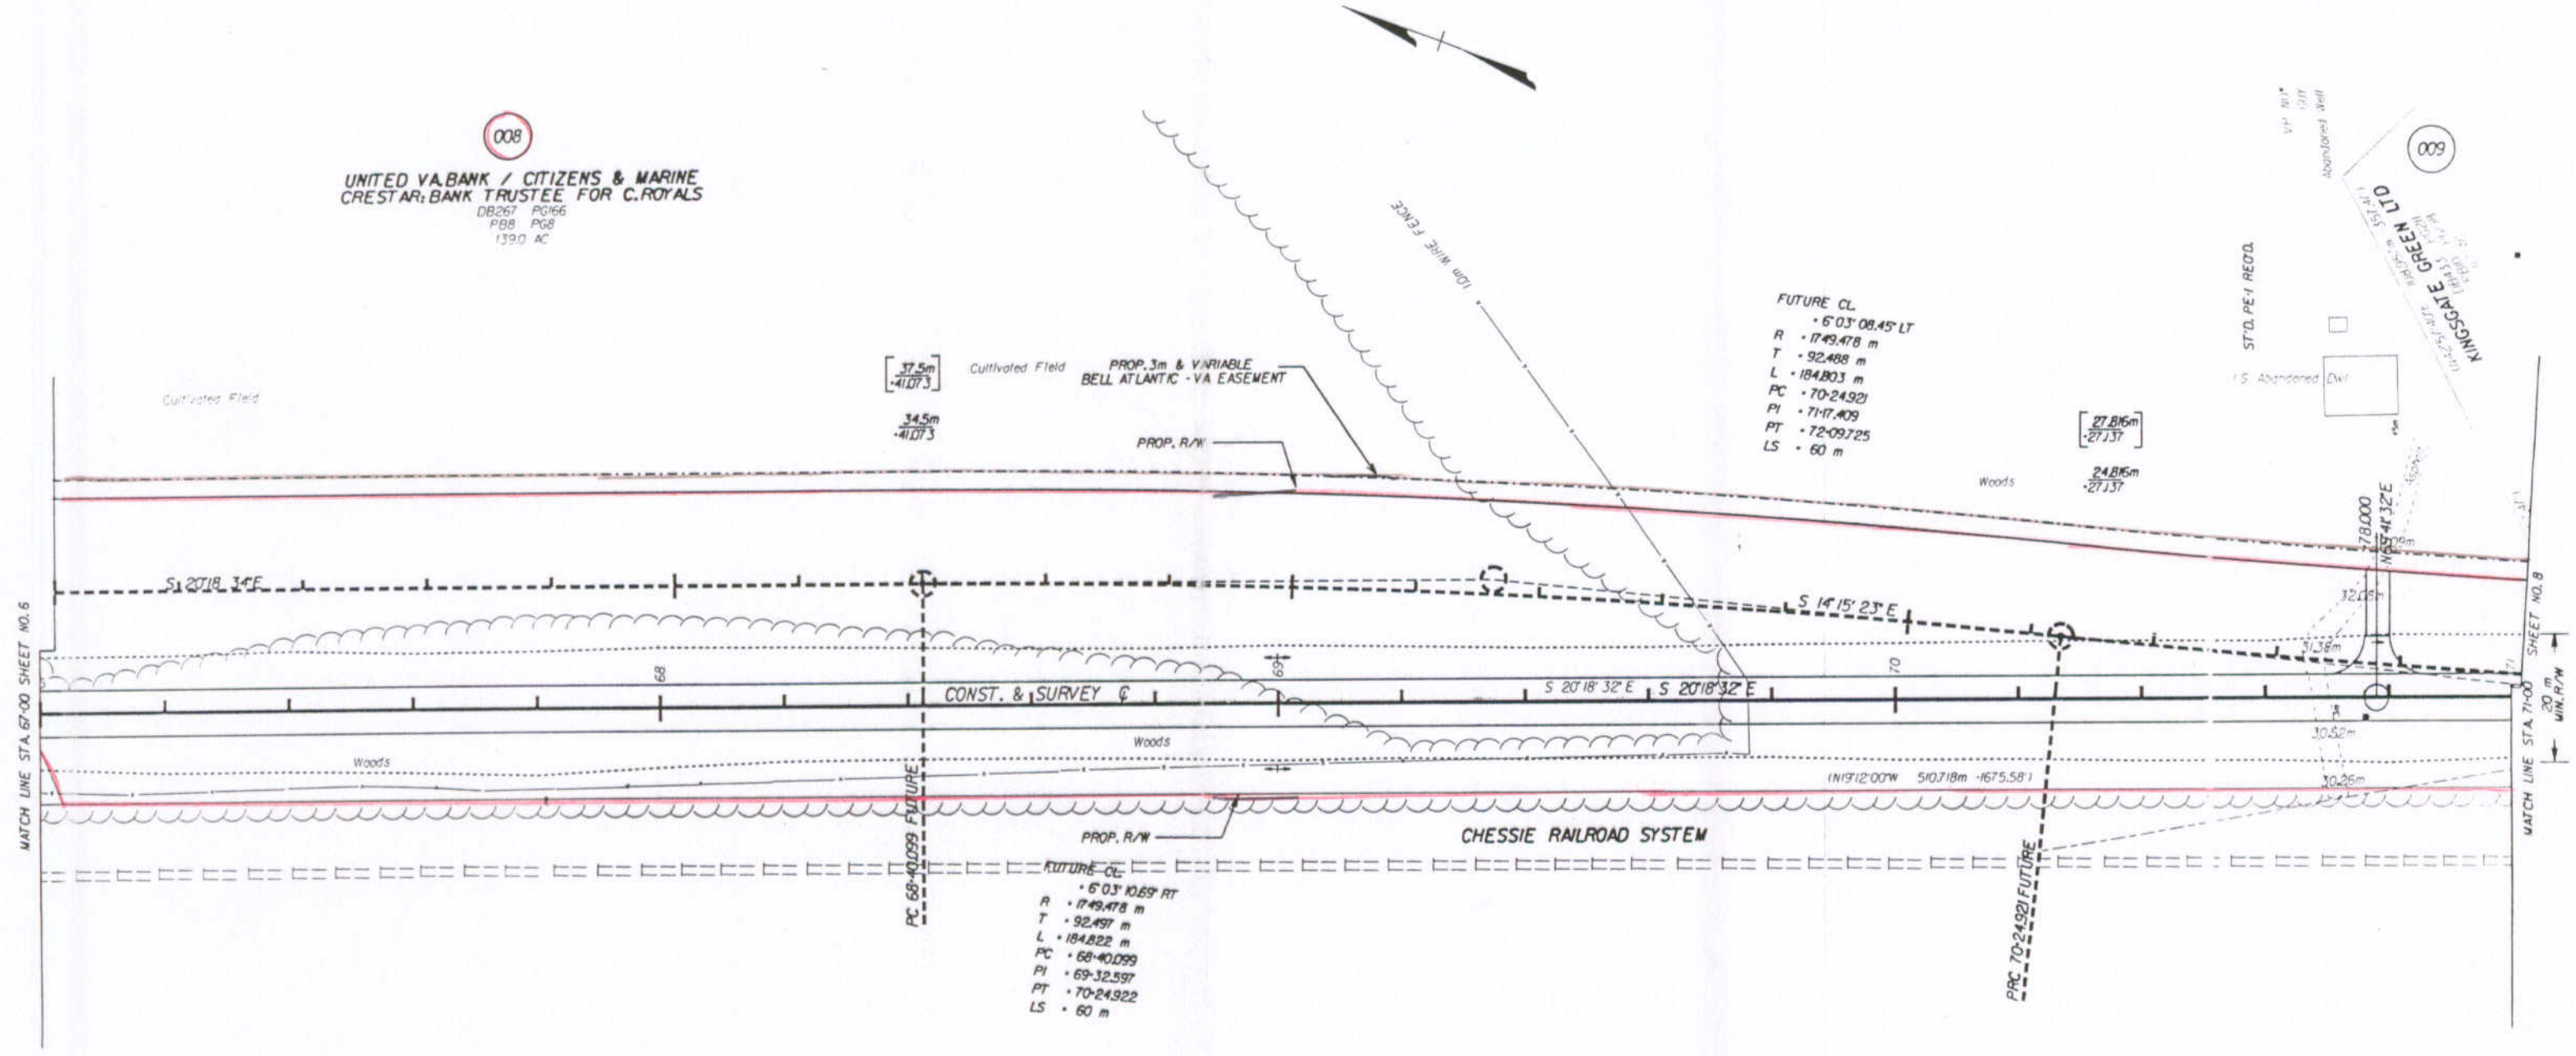 008
UNITED VA.BANK / CITIZENS & MARINE
CRESTAR: BANK TRUSTEE FOR C.ROYALS
DB267 PG166
PB8 PG8
139.0 AC
1.0m WIRE FENCE
Abandoned Well
009
KINGSGATE GREEN LTD
ST'D. PE-1 REQ'D.
1 S. Abandoned Dwl
FUTURE CL
6°03'08.45" LT
R • 1749.478 m
T • 92.488 m
L • 184.803 m
PC • 70+24.921
PI • 71+17.409
PT • 72+09.725
LS • 60 m
Cultivated Field
37.5m
+41.073
34.5m
+41.073
Cultivated Field
PROP. 3m & VARIABLE
BELL ATLANTIC - VA EASEMENT
PROP. R/W
Woods
27.816m
+27.137
24.816m
+27.137
78.000
N69°41'32"E
S 20°18' 34" E
S 14°15' 23" E
32.08m
31.38m
MATCH LINE STA. 67+00 SHEET NO. 6
68
69
70
71
CONST. & SURVEY ℄
S 20°18' 32" E
S 20°18' 32" E
MATCH LINE STA. 71+00 SHEET NO. 8
20 m
MIN. R/W
Woods
Woods
30.52m
(N19°12'00"W 510.718m -1675.58')
30.26m
PROP. R/W
CHESSIE RAILROAD SYSTEM
PC 68+40.099 FUTURE
PRC 70+24.921 FUTURE
FUTURE CL
6°03'10.69" RT
R • 1749.478 m
T • 92.497 m
L • 184.822 m
PC • 68+40.099
PI • 69+32.597
PT • 70+24.922
LS • 60 m